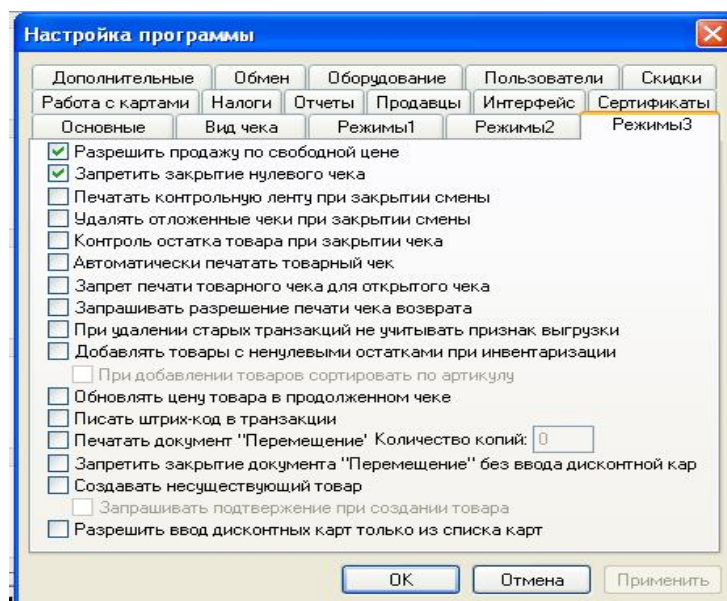 Настройка программы
Дополнительные Обмен Оборудование Пользователи Скидки
Работа с картами Налоги Отчеты Продавцы Интерфейс Сертификаты
Основные Вид чека Режимы1 Режимы2 Режимы3
Разрешить продажу по свободной цене
Запретить закрытие нулевого чека
Печатать контрольную ленту при закрытии смены
Удалять отложенные чеки при закрытии смены
Контроль остатка товара при закрытии чека
Автоматически печатать товарный чек
Запрет печати товарного чека для открытого чека
Запрашивать разрешение печати чека возврата
При удалении старых транзакций не учитывать признак выгрузки
Добавлять товары с ненулевыми остатками при инвентаризации
При добавлении товаров сортировать по артикулу
Обновлять цену товара в продолженном чеке
Писать штрих-код в транзакции
Печатать документ "Перемещение' Количество копий: 0
Запретить закрытие документа "Перемещение" без ввода дисконтной кар
Создавать несуществующий товар
Запрашивать подтвержение при создании товара
Разрешить ввод дисконтных карт только из списка карт
OK Отмена Применить